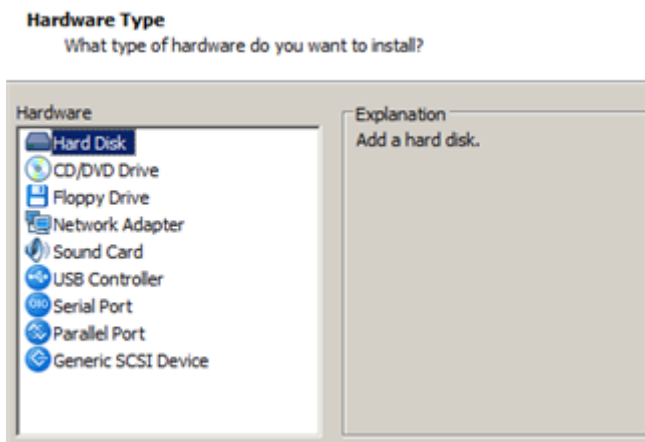 Hardware Type
What type of hardware do you want to install?
Hardware
Hard Disk
CD/DVD Drive
Floppy Drive
Network Adapter
Sound Card
USB Controller
Serial Port
Parallel Port
Generic SCSI Device
Explanation
Add a hard disk.